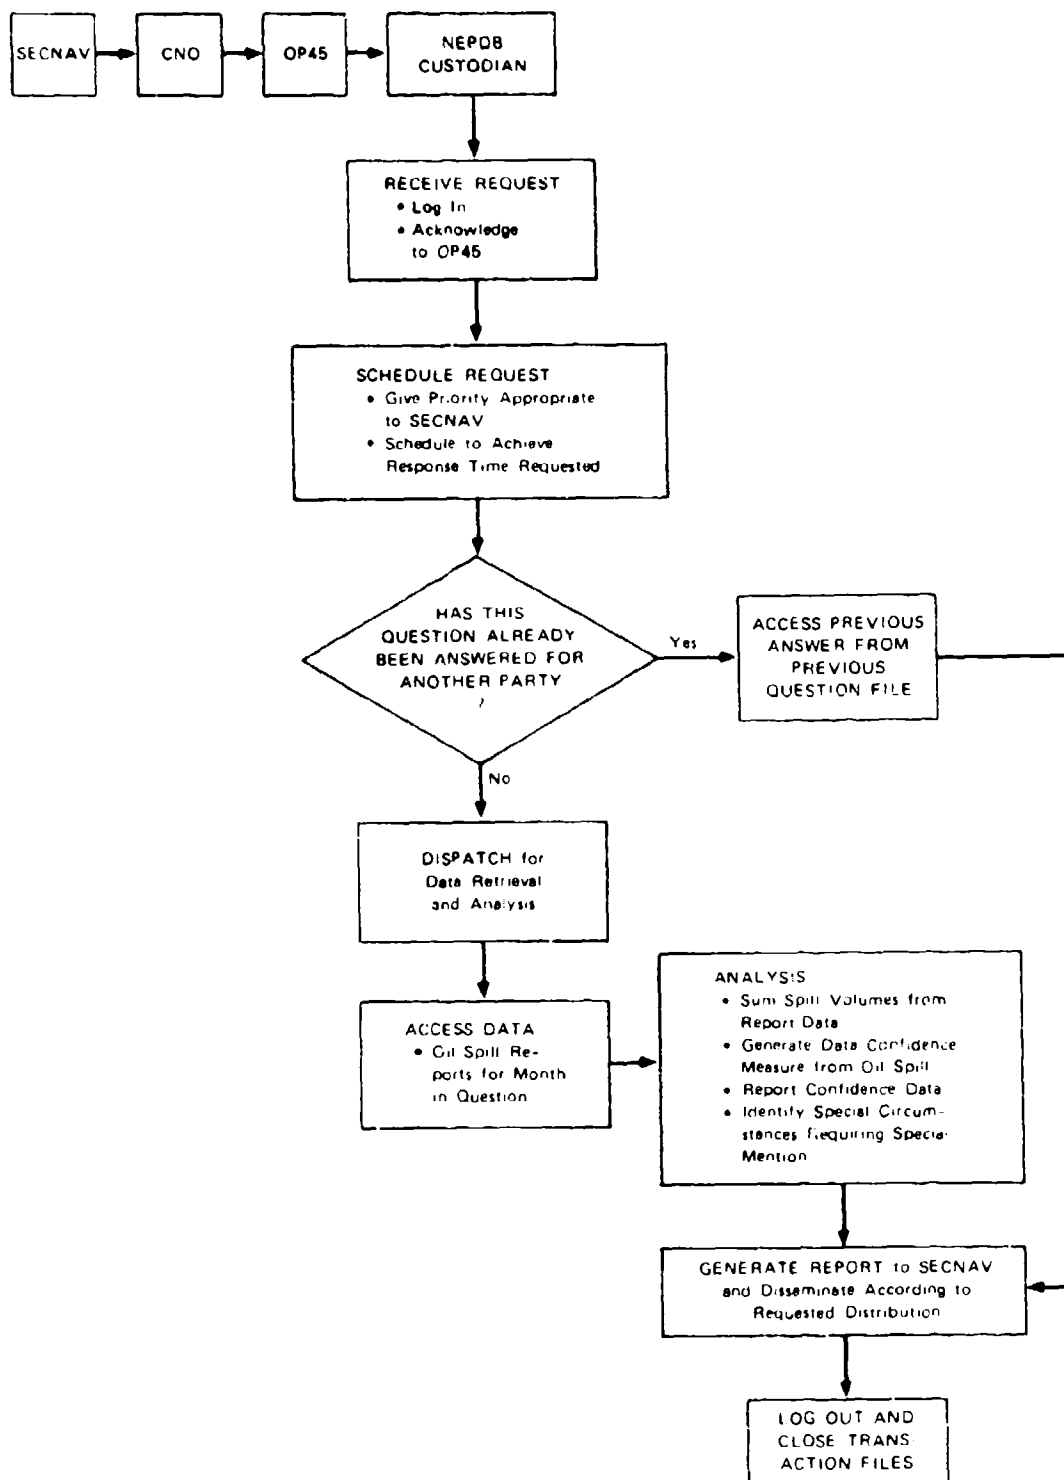 SECNAV
CNO
OP45
NEPDB
CUSTODIAN
RECEIVE REQUEST
• Log In
• Acknowledge
to OP45
SCHEDULE REQUEST
• Give Priority Appropriate
to SECNAV
• Schedule to Achieve
Response Time Requested
HAS THIS
QUESTION ALREADY
BEEN ANSWERED FOR
ANOTHER PARTY
?
Yes
ACCESS PREVIOUS
ANSWER FROM
PREVIOUS
QUESTION FILE
No
DISPATCH for
Data Retrieval
and Analysis
ACCESS DATA
• Oil Spill Re-
ports for Month
in Question
ANALYSIS
• Sum Spill Volumes from
Report Data
• Generate Data Confidence
Measure from Oil Spill
• Report Confidence Data
• Identify Special Circum-
stances Requiring Special
Mention
GENERATE REPORT to SECNAV
and Disseminate According to
Requested Distribution
LOG OUT AND
CLOSE TRANS-
ACTION FILES